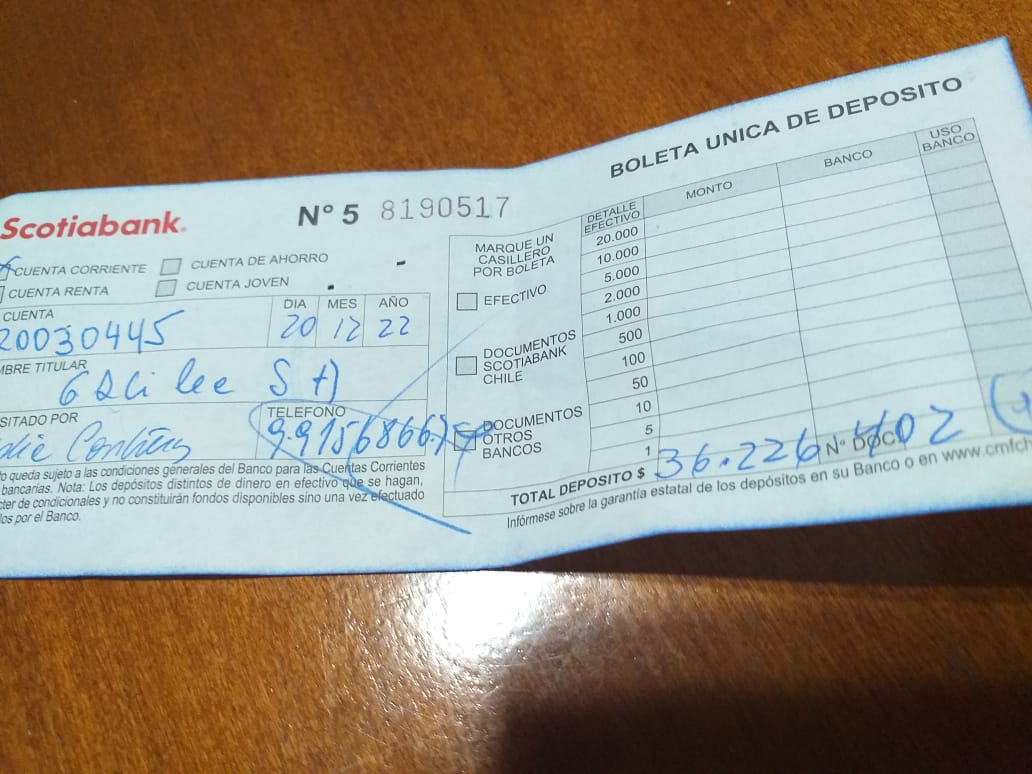 Scotiabank.
N° 5 8190517
CUENTA CORRIENTE
CUENTA DE AHORRO
CUENTA RENTA
CUENTA JOVEN
CUENTA
20030445
DIA MES AÑO
20 12 22
MBRE TITULAR
SITADO POR
TELEFONO
to queda sujeto a las condiciones generales del Banco para las Cuentas Corrientes
bancarias. Nota: Los depósitos distintos de dinero en efectivo que se hagan,
cter de condicionales y no constituirán fondos disponibles sino una vez efectuado
los por el Banco.
BOLETA UNICA DE DEPOSITO
MARQUE UN
CASILLERO
POR BOLETA
EFECTIVO
DOCUMENTOS
SCOTIABANK
CHILE
DOCUMENTOS
OTROS
BANCOS
DETALLE
EFECTIVO
MONTO
BANCO
USO
BANCO
20.000
10.000
5.000
2.000
1.000
500
100
50
10
5
1
N° DOC
TOTAL DEPOSITO $ 36.226.402
Infórmese sobre la garantía estatal de los depósitos en su Banco o en www.cmfch